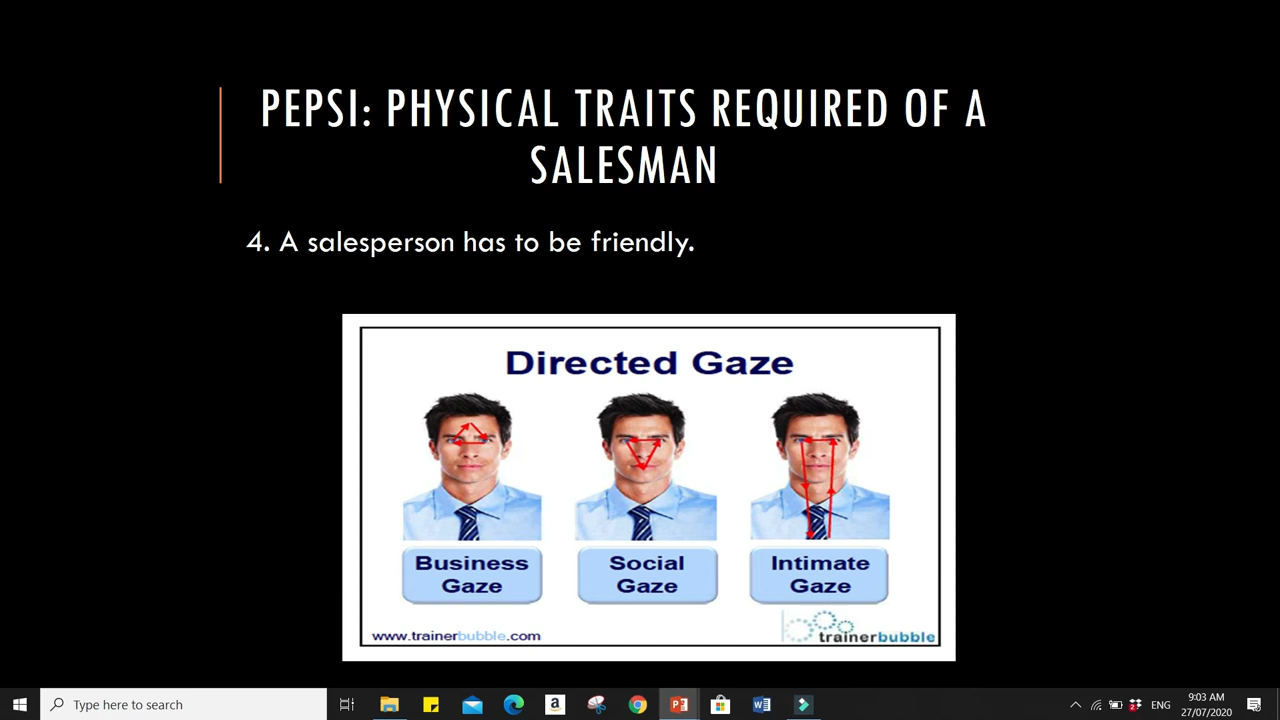 PEPSI: PHYSICAL TRAITS REQUIRED OF A
SALESMAN
4. A salesperson has to be friendly.
Directed Gaze
Business
Gaze
Social
Gaze
Intimate
Gaze
www.trainerbubble.com
trainerbubble
Type here to search
ENG
9:03 AM
27/07/2020